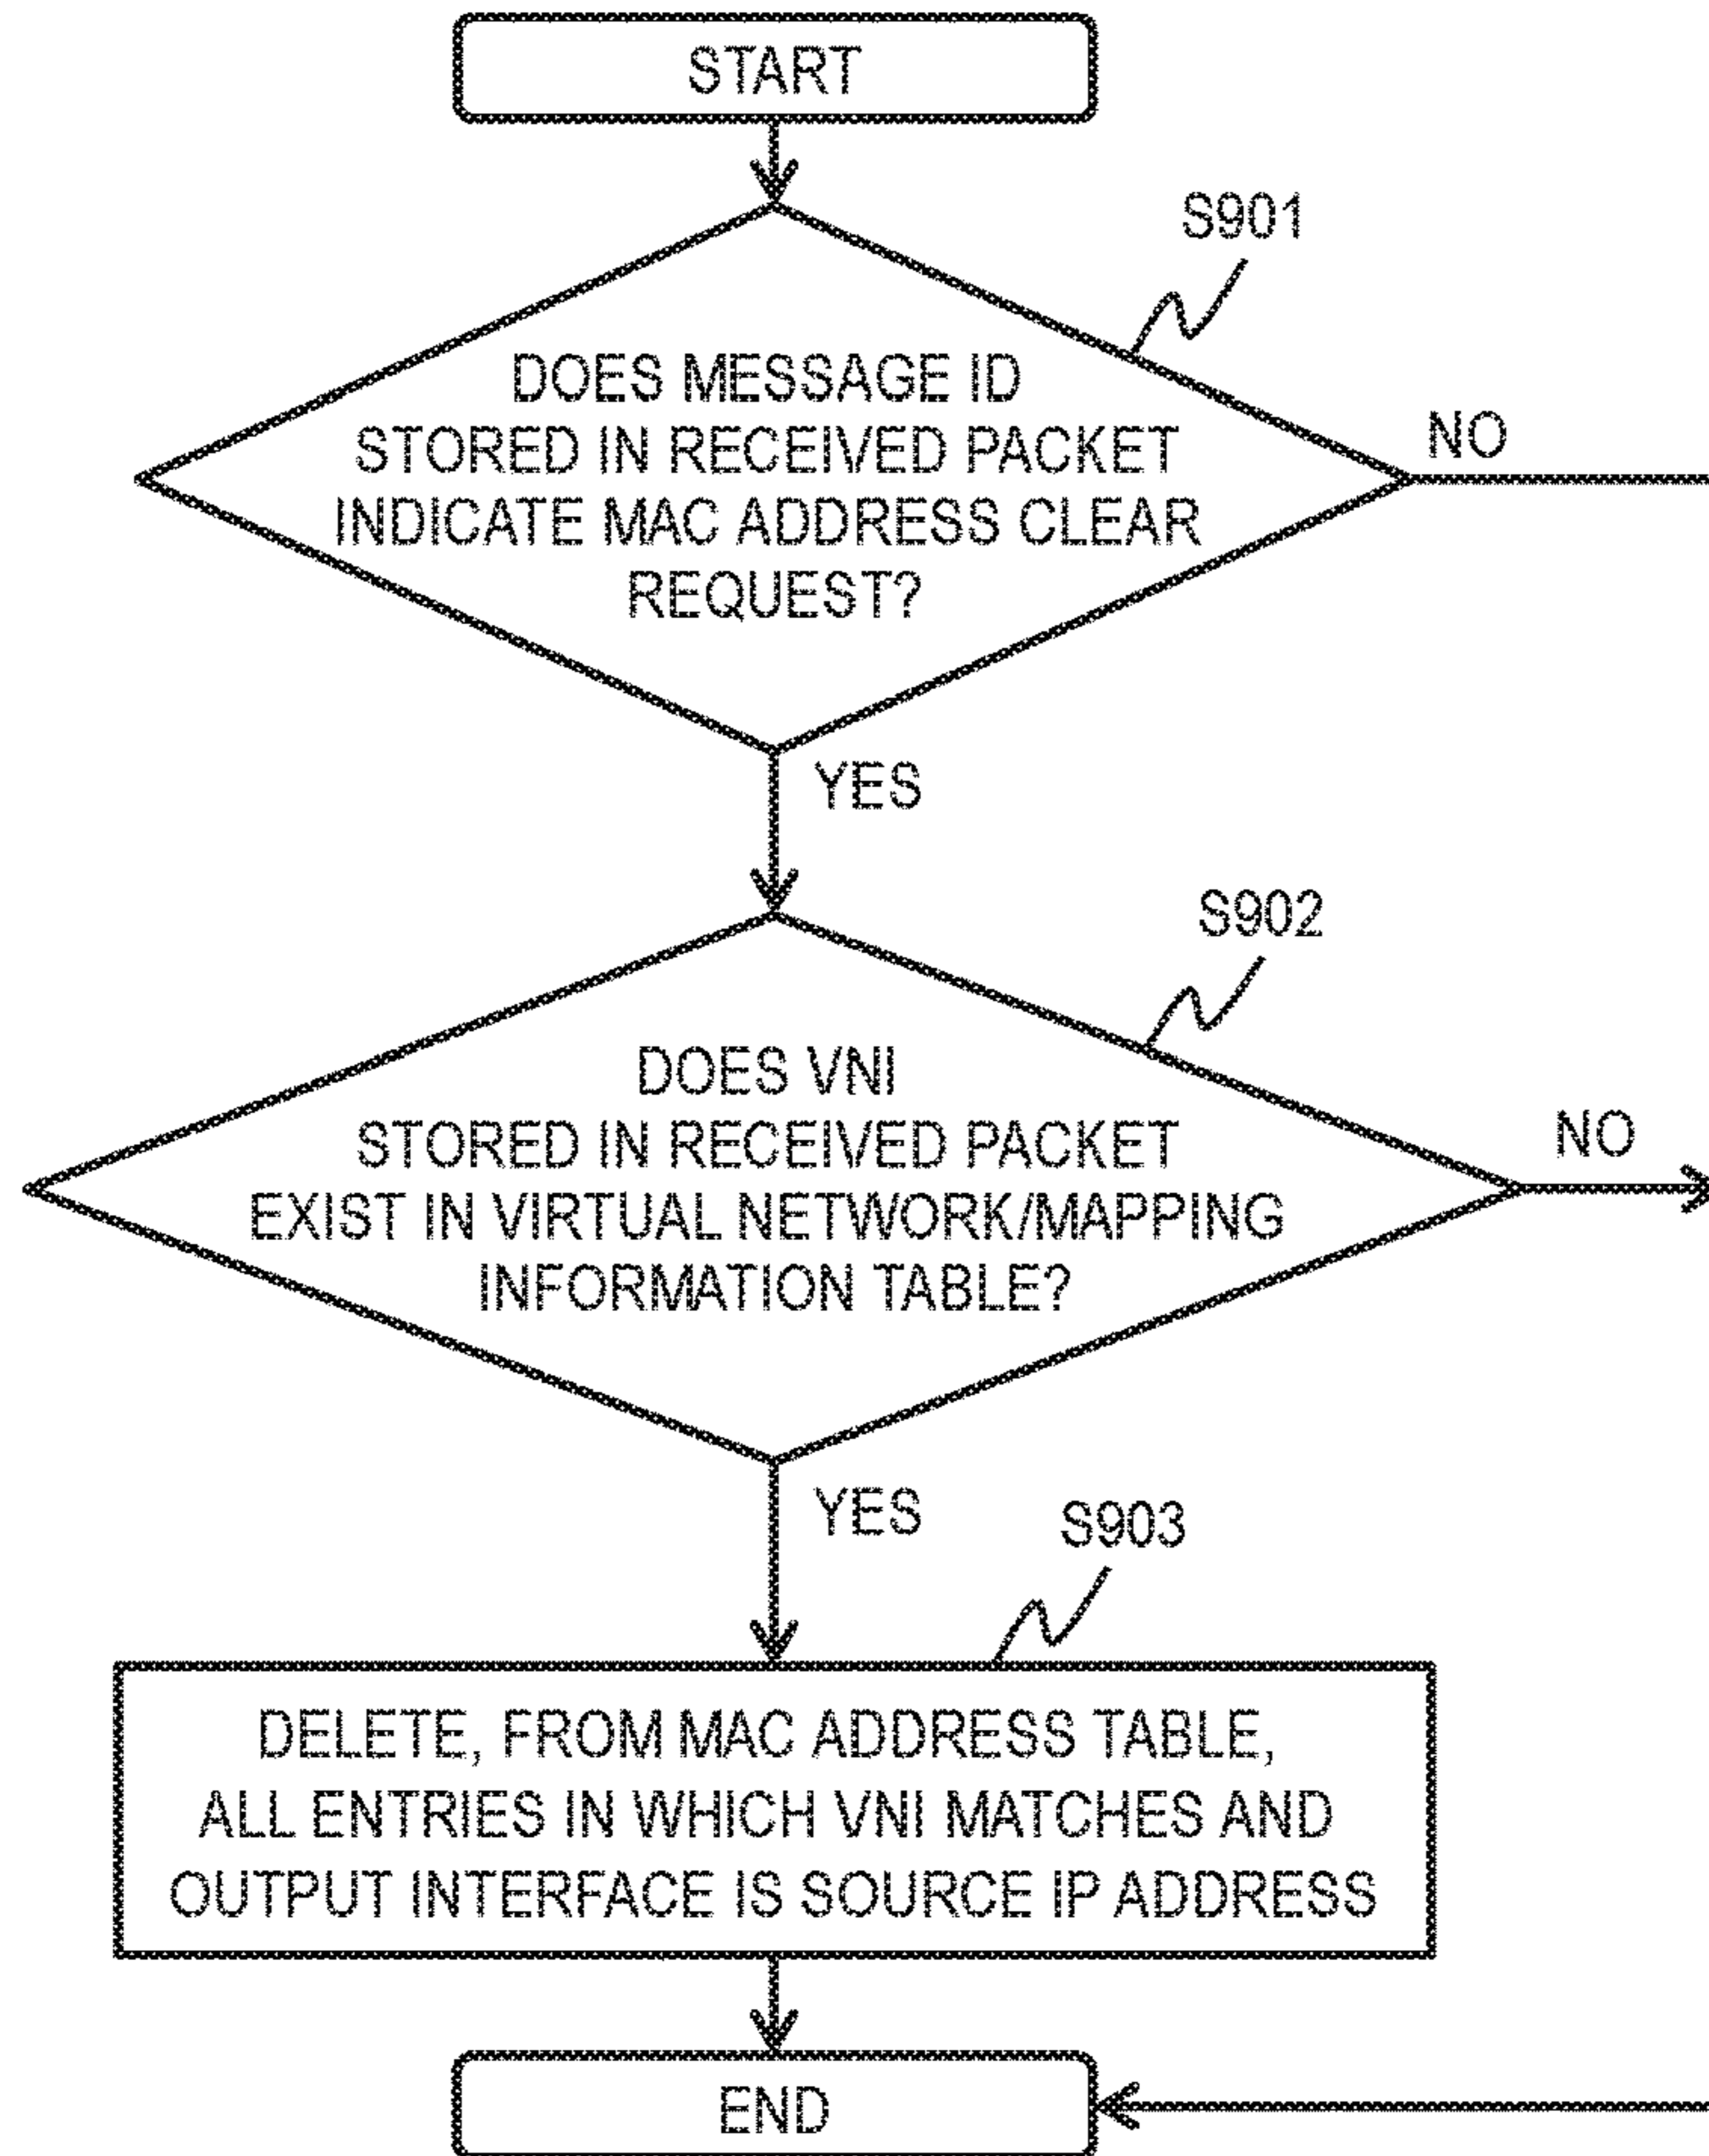 START
S901
DOES MESSAGE ID
STORED IN RECEIVED PACKET
INDICATE MAC ADDRESS CLEAR
REQUEST?
NO
YES
S902
DOES VNI
STORED IN RECEIVED PACKET
EXIST IN VIRTUAL NETWORK/MAPPING
INFORMATION TABLE?
NO
YES
S903
DELETE, FROM MAC ADDRESS TABLE,
ALL ENTRIES IN WHICH VNI MATCHES AND
OUTPUT INTERFACE IS SOURCE IP ADDRESS
END